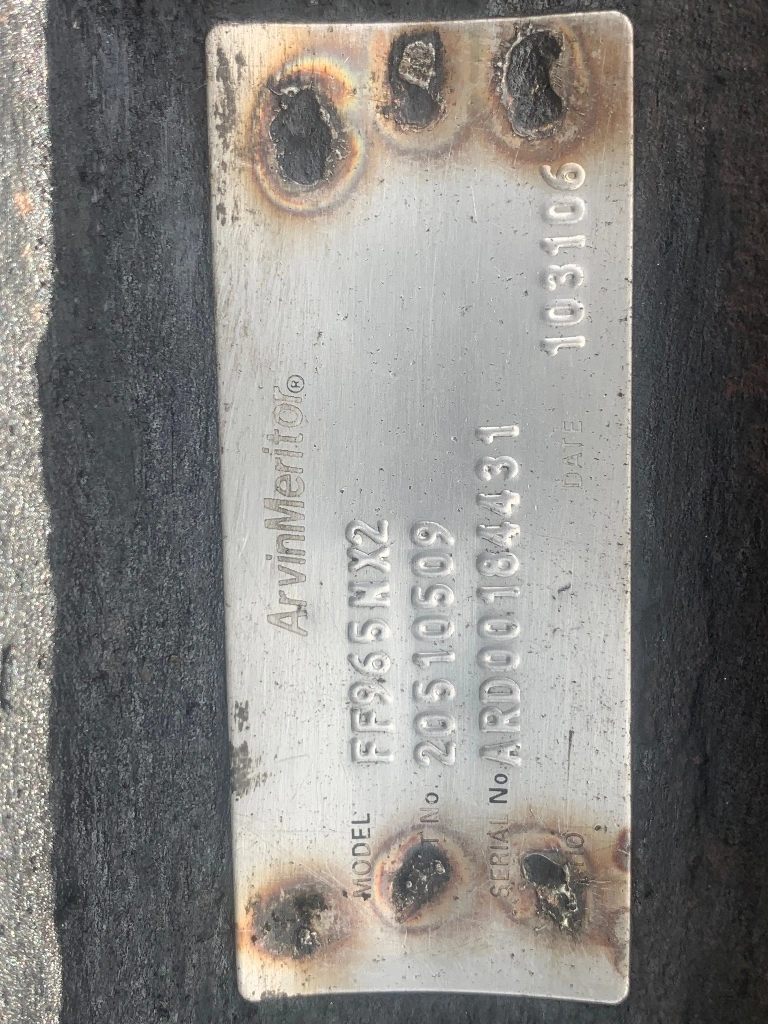 ArvinMeritor®
MODEL FF965NX2
No. 20510509
SERIAL No. ARD00184431
DATE 103106